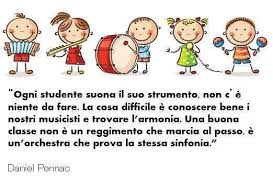 "Ogni studente suona il suo strumento, non c'è
niente da fare. La cosa difficile è conoscere bene i
nostri musicisti e trovare l'armonia. Una buona
classe non è un reggimento che marcia al passo, è
un'orchestra che prova la stessa sinfonia."
Daniel Pennac